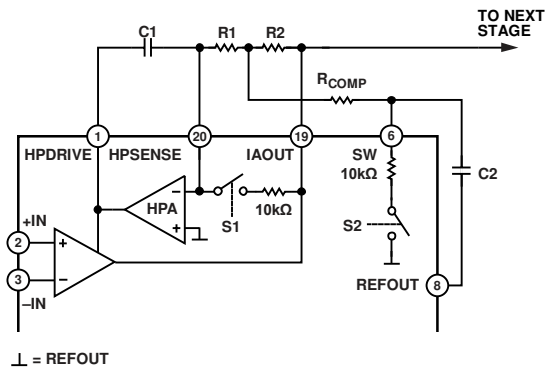 TO NEXT
STAGE
C1
R1
R2
RCOMP
1
20
19
6
HPDRIVE
HPSENSE
IAOUT
SW
10kΩ
C2
HPA
–
+
S1
10kΩ
S2
+IN
2
+
3
–
–IN
REFOUT
8
⊥ = REFOUT